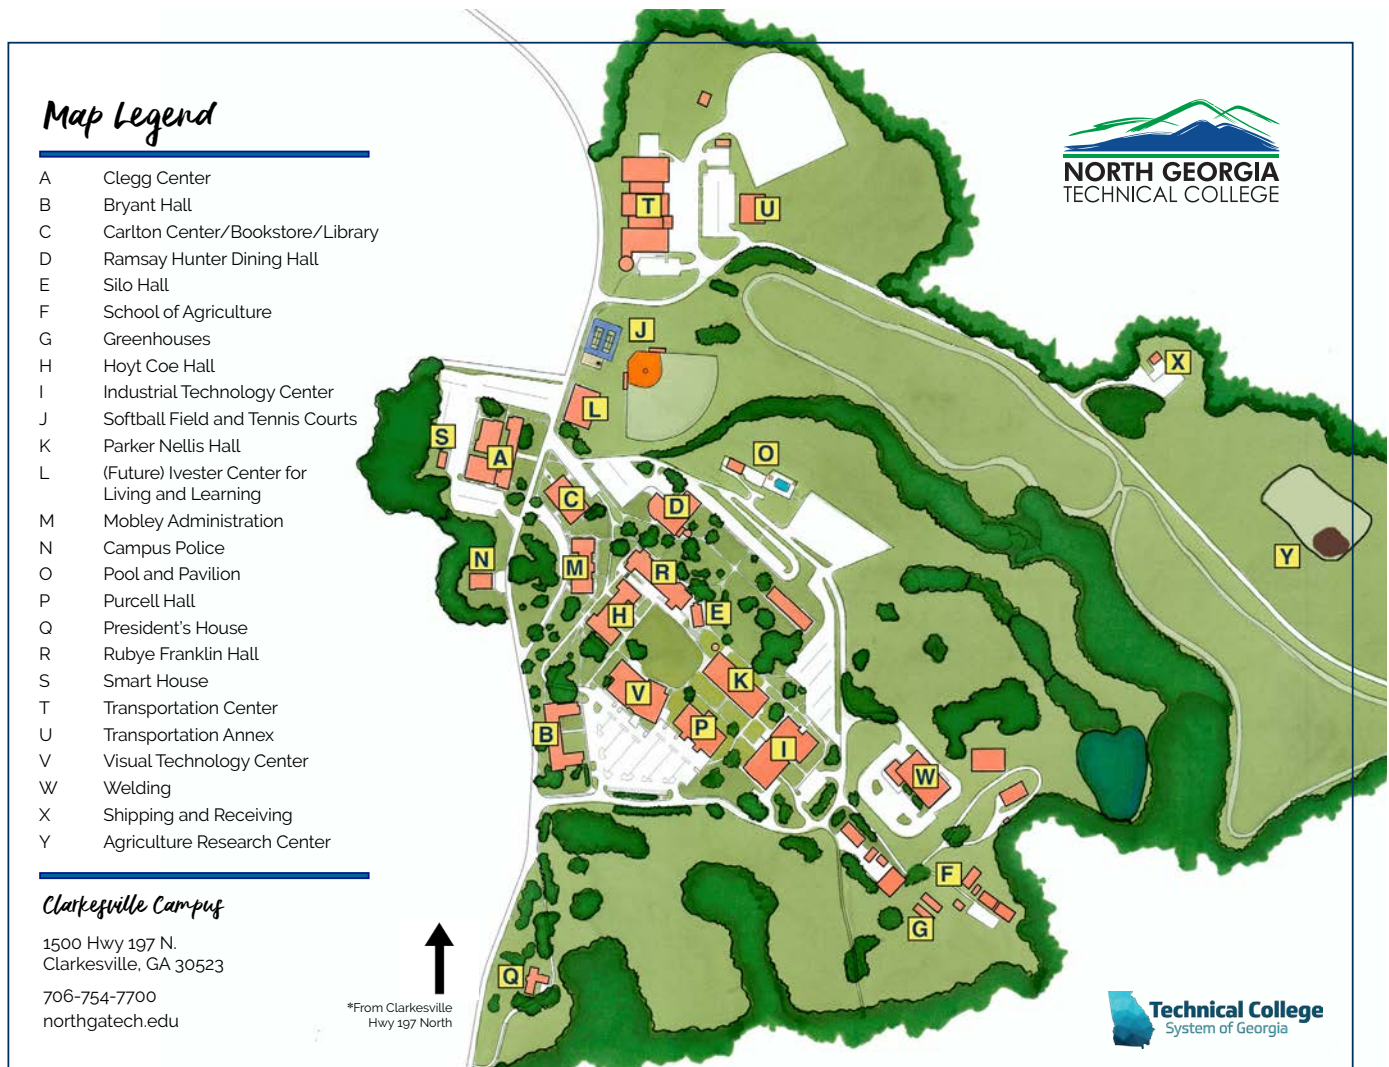 Map Legend
A Clegg Center
B Bryant Hall
C Carlton Center/Bookstore/Library
D Ramsay Hunter Dining Hall
E Silo Hall
F School of Agriculture
G Greenhouses
H Hoyt Coe Hall
I Industrial Technology Center
J Softball Field and Tennis Courts
K Parker Nellis Hall
L (Future) Ivester Center for
Living and Learning
M Mobley Administration
N Campus Police
O Pool and Pavilion
P Purcell Hall
Q President's House
R Rubye Franklin Hall
S Smart House
T Transportation Center
U Transportation Annex
V Visual Technology Center
W Welding
X Shipping and Receiving
Y Agriculture Research Center
Clarkesville Campus
1500 Hwy 197 N.
Clarkesville, GA 30523
706-754-7700
northgatech.edu
*From Clarkesville
Hwy 197 North
NORTH GEORGIA
TECHNICAL COLLEGE
T
U
J
X
L
S
A
O
C
D
Y
N
M
R
H
E
V
K
B
P
I
W
F
G
Q
Technical College
System of Georgia